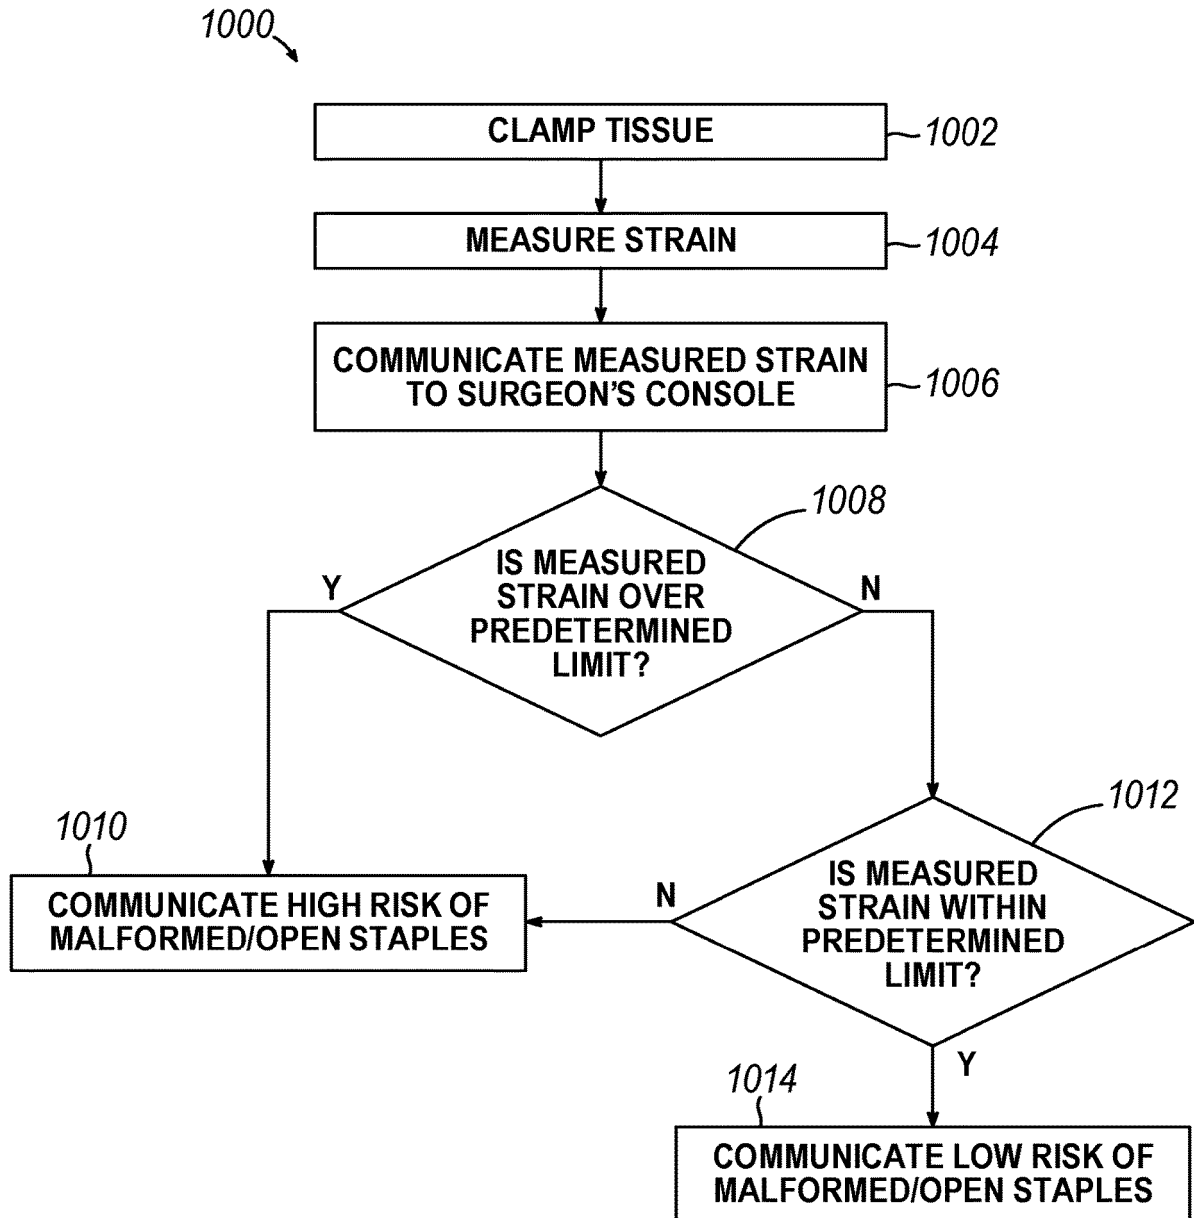 1000
CLAMP TISSUE
1002
MEASURE STRAIN
1004
COMMUNICATE MEASURED STRAIN
TO SURGEON'S CONSOLE
1006
1008
IS MEASURED
STRAIN OVER
PREDETERMINED
LIMIT?
Y
N
1010
COMMUNICATE HIGH RISK OF
MALFORMED/OPEN STAPLES
1012
IS MEASURED
STRAIN WITHIN
PREDETERMINED
LIMIT?
N
Y
1014
COMMUNICATE LOW RISK OF
MALFORMED/OPEN STAPLES